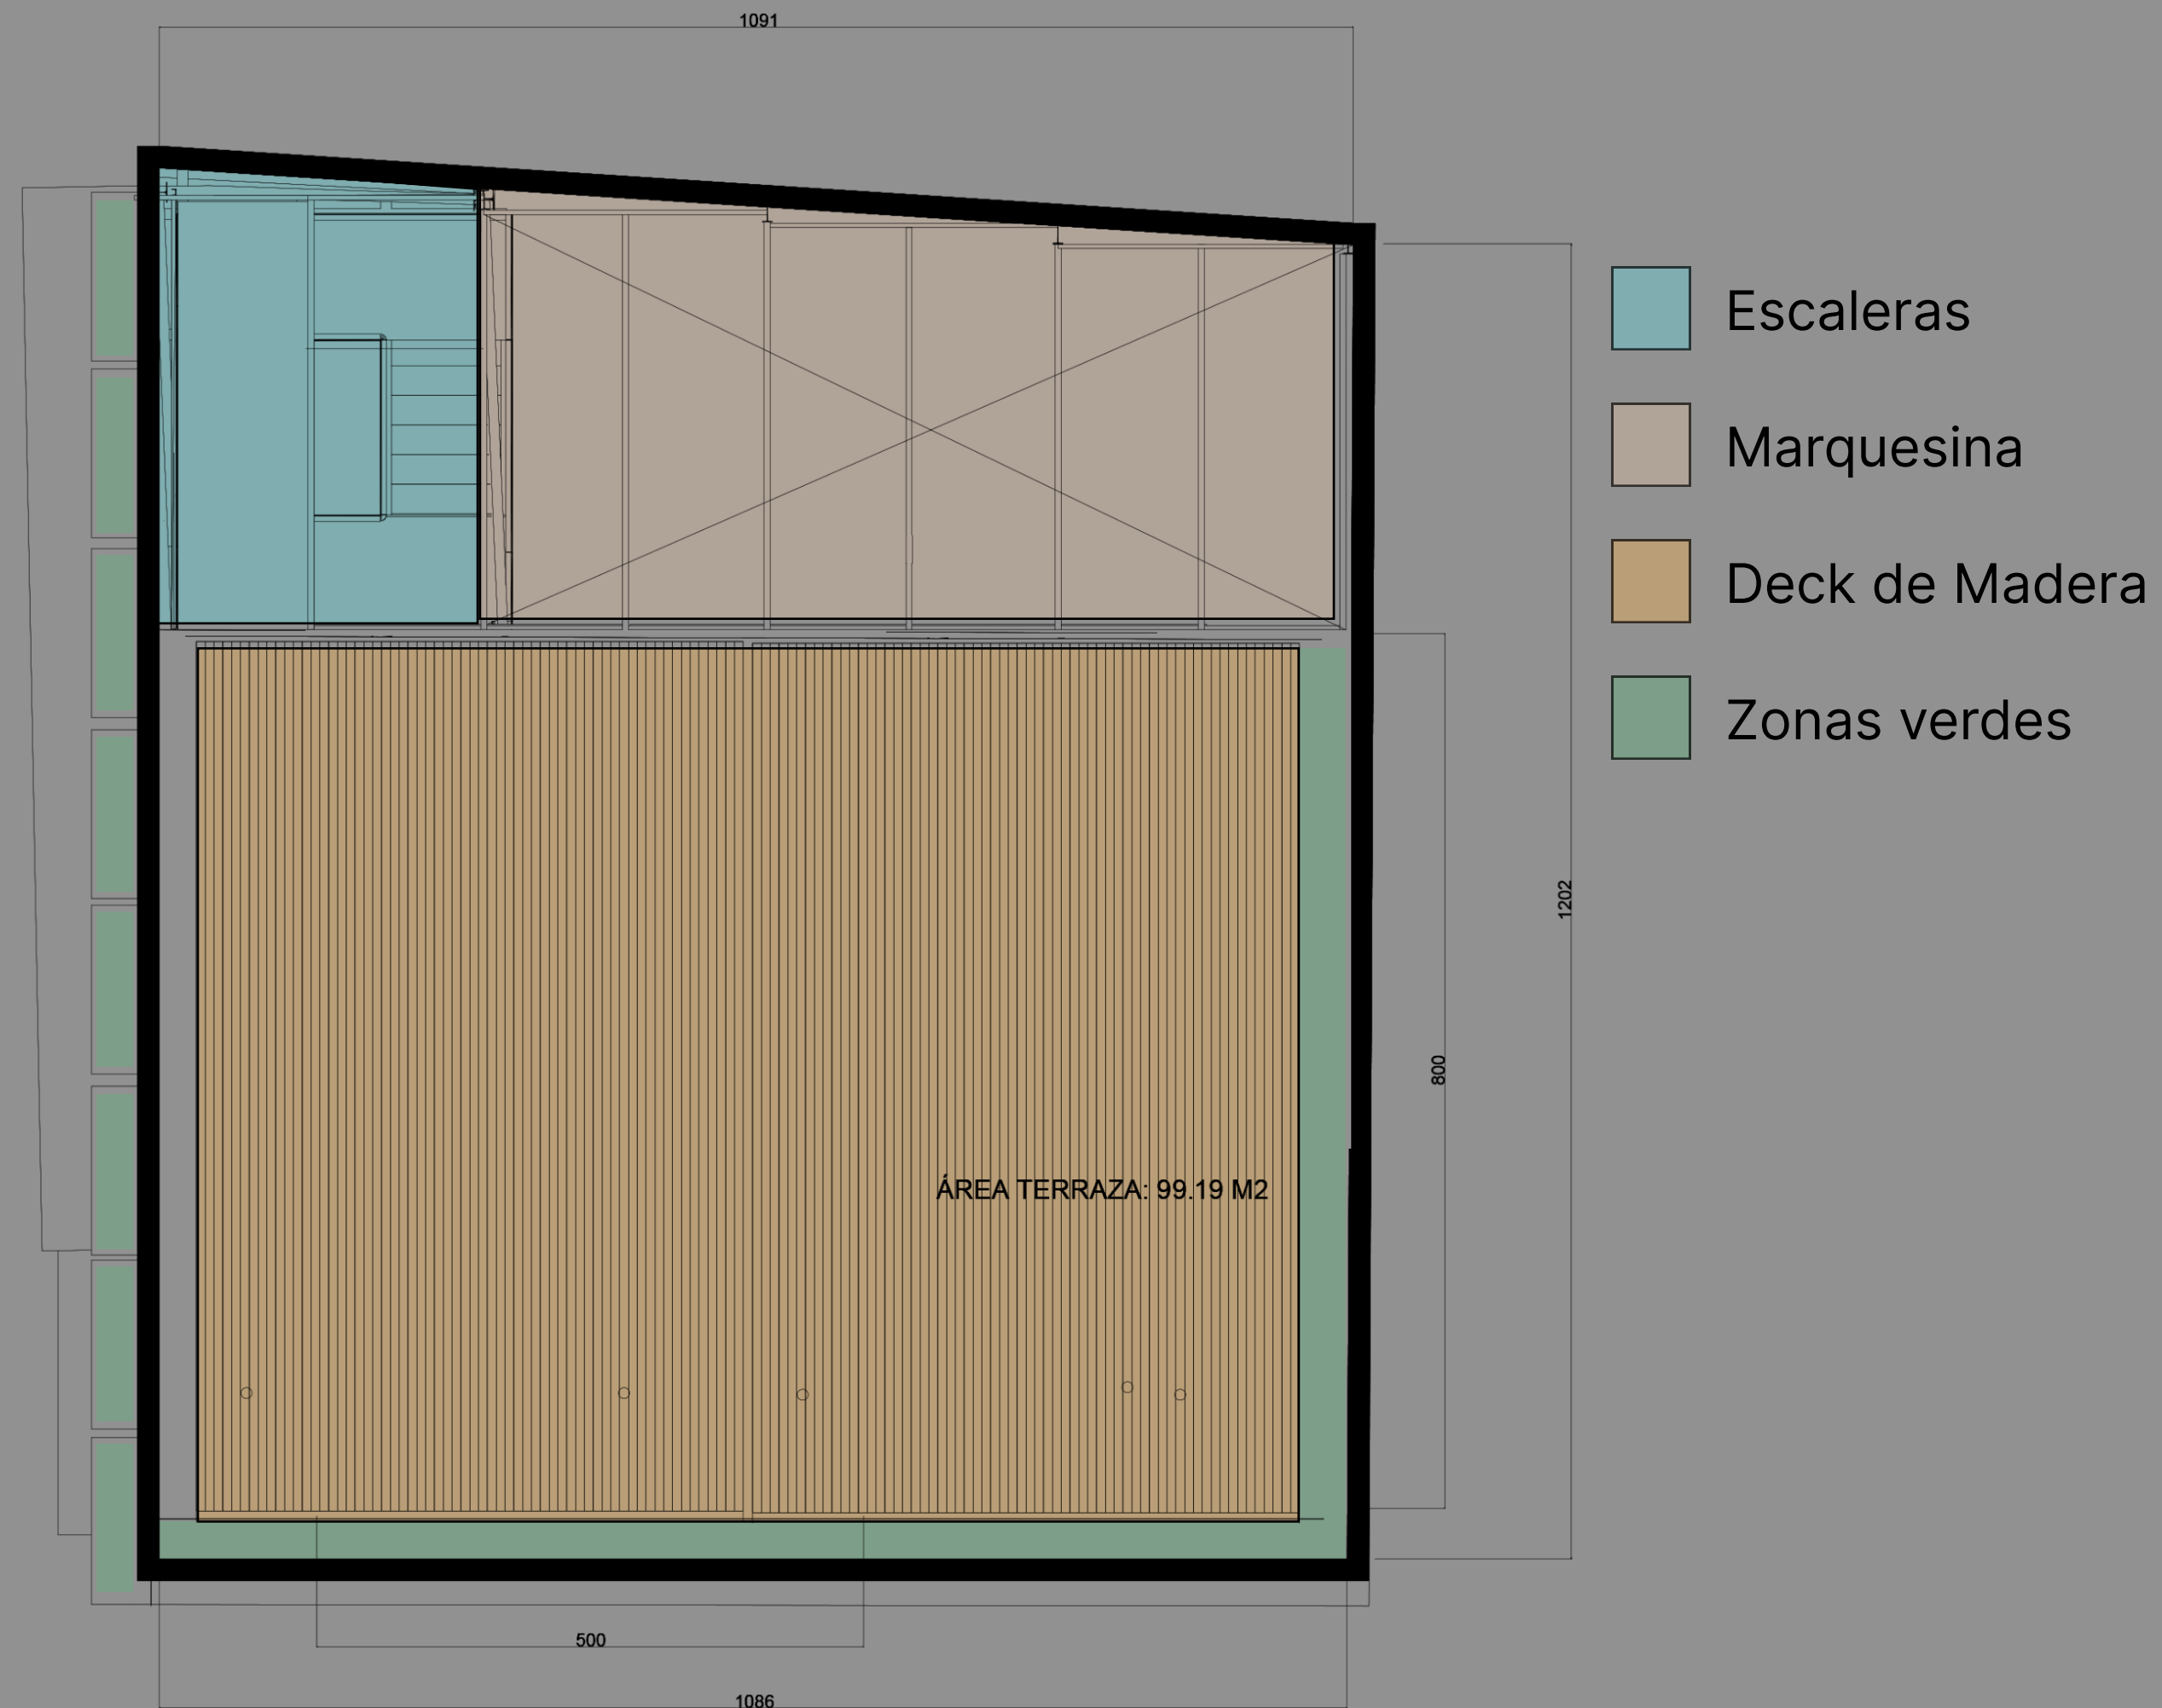 1091
Escaleras
Marquesina
Deck de Madera
Zonas verdes
1202
800
ÁREA TERRAZA: 99.19 M2
500
1086